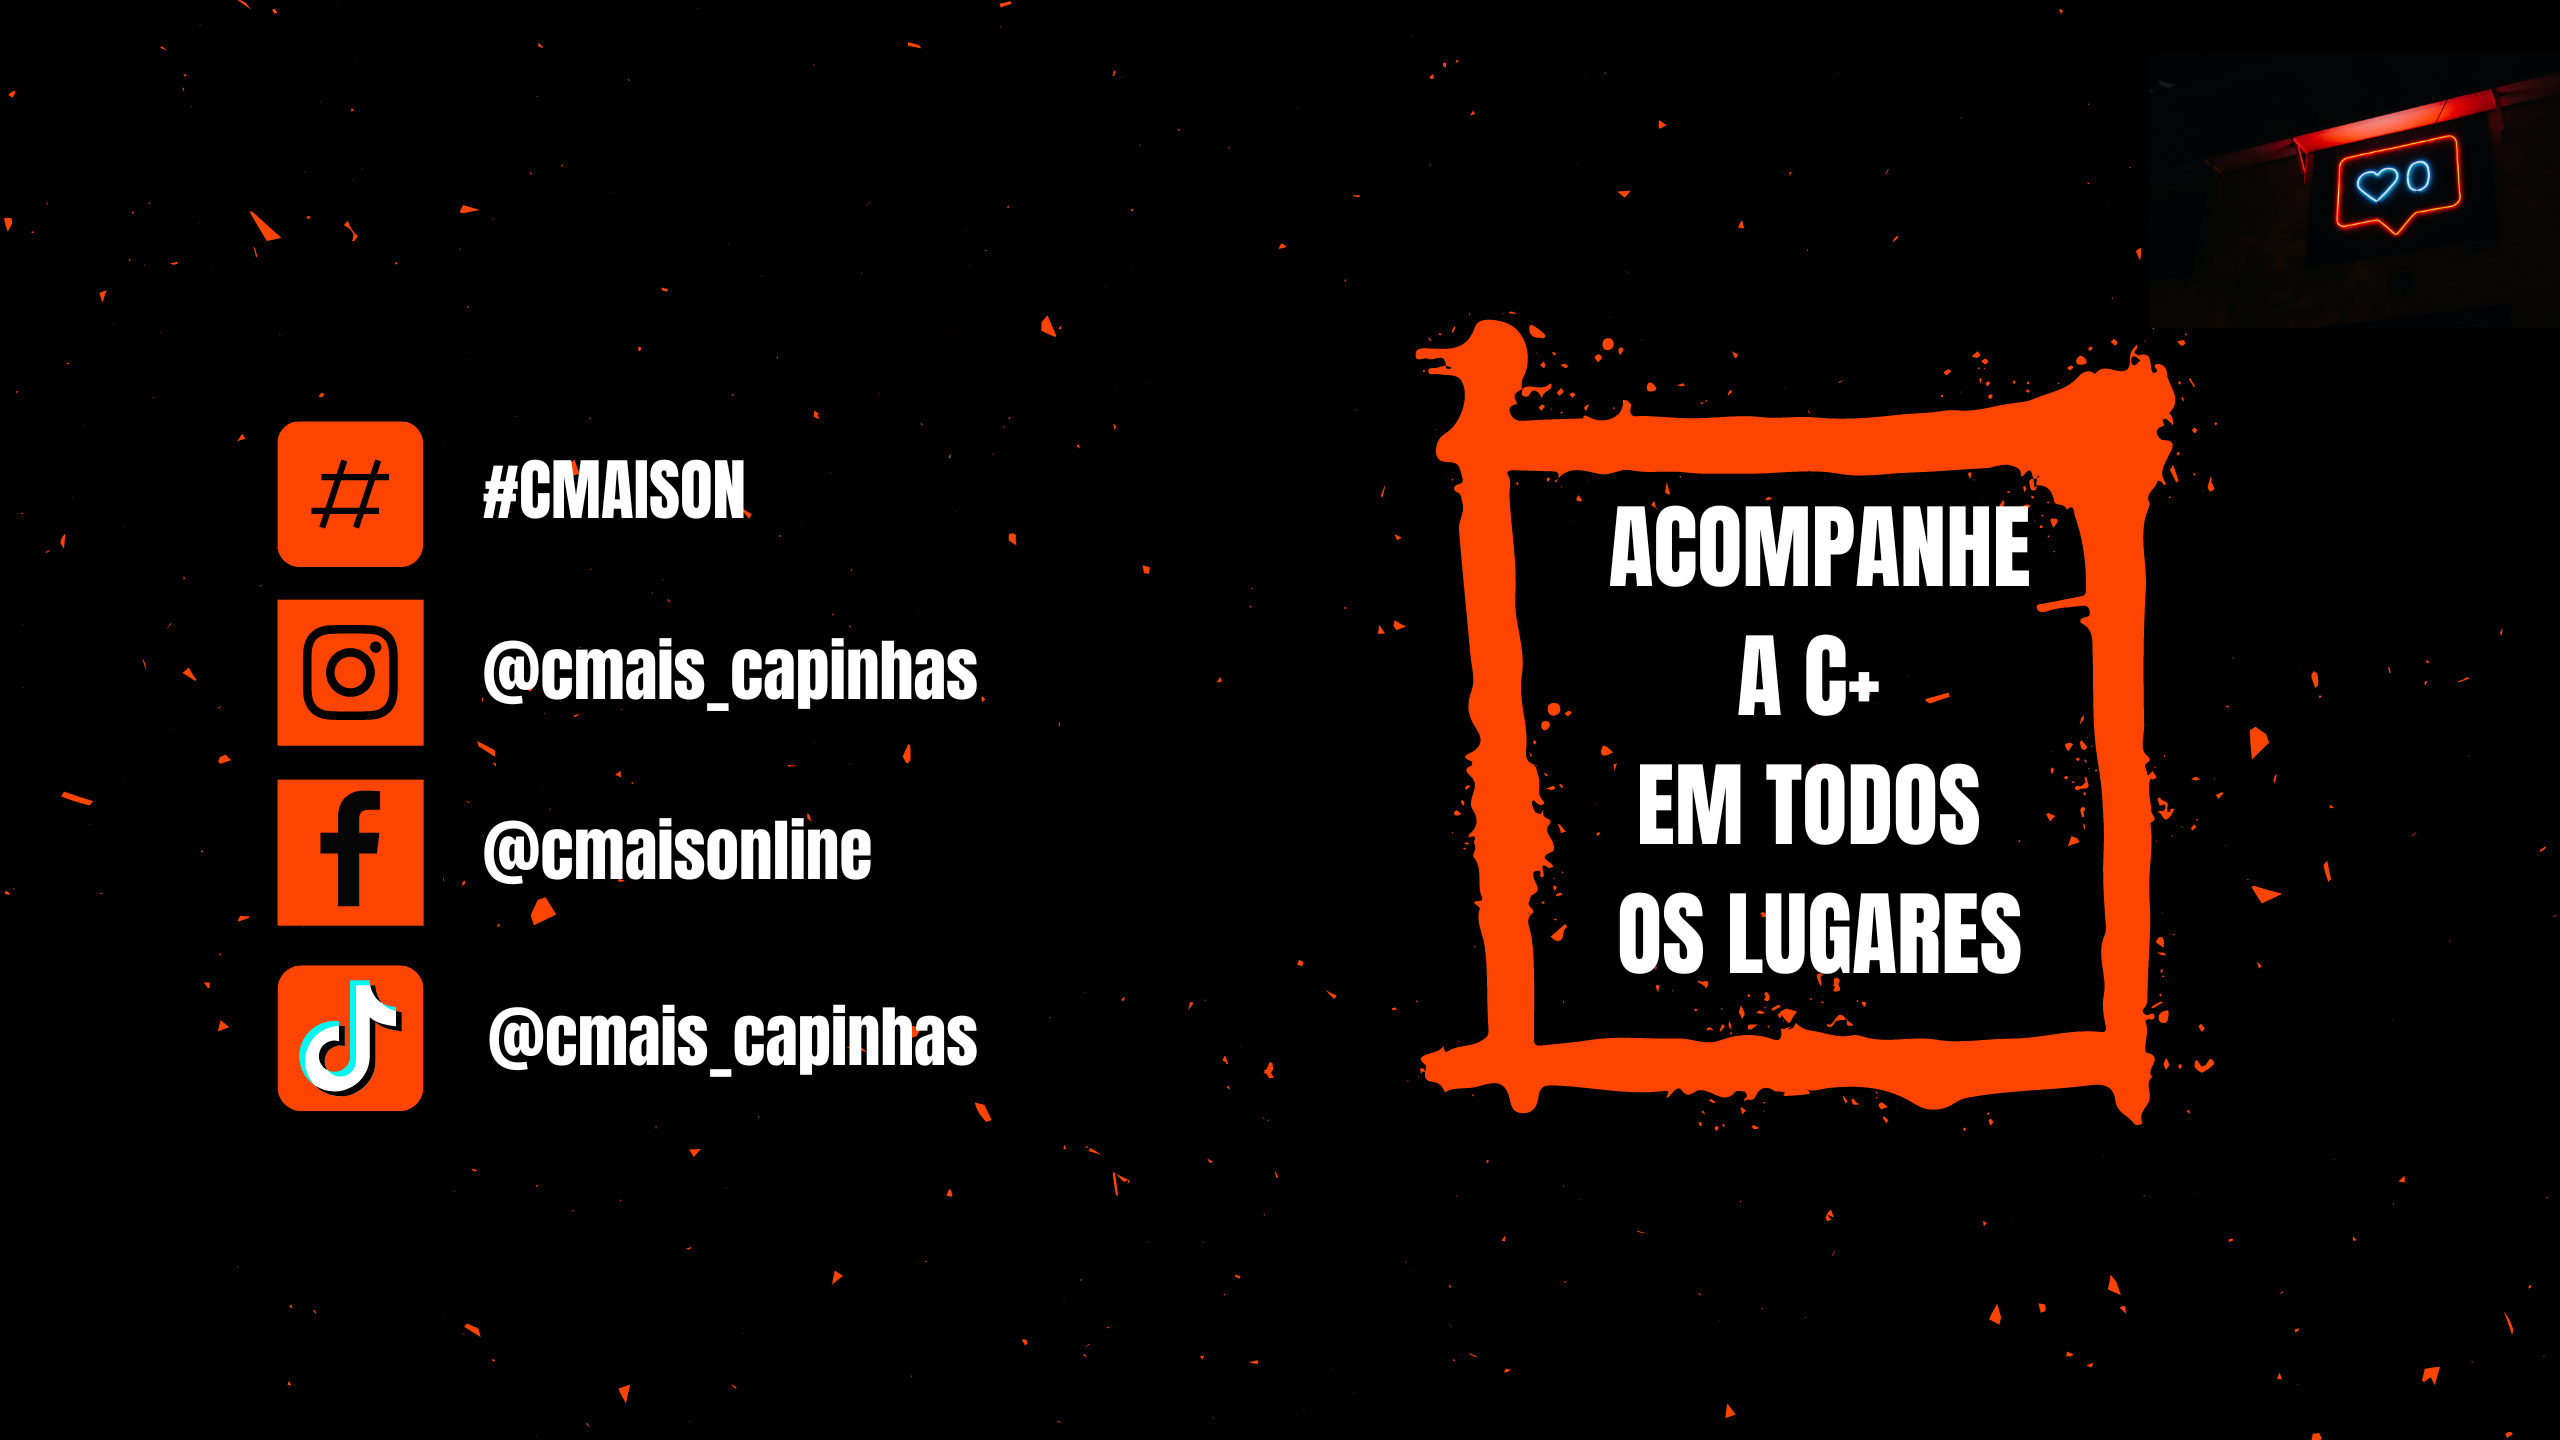 #CMAISON
@cmais_capinhas
@cmaisonline
@cmais_capinhas
ACOMPANHE
A C+
EM TODOS
OS LUGARES
0